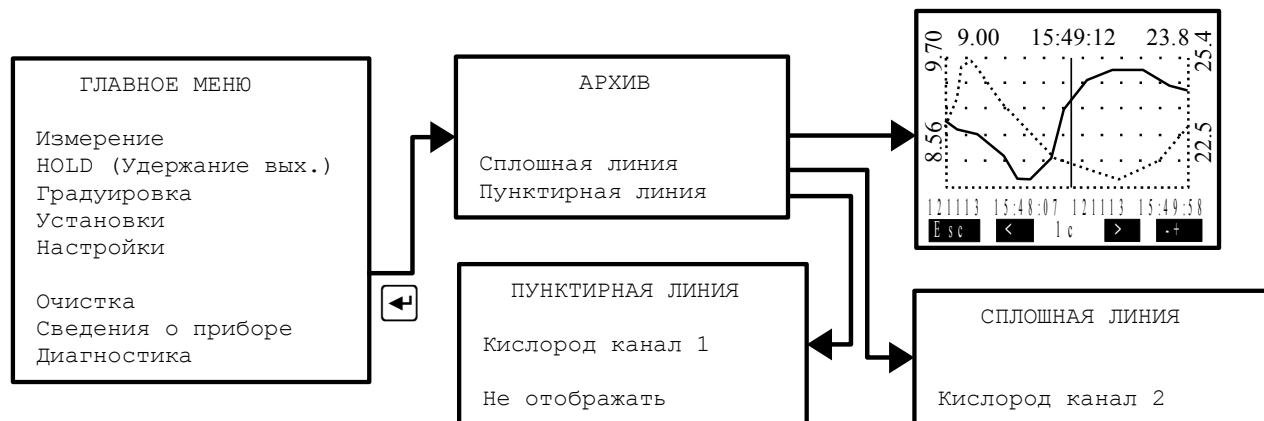 ГЛАВНОЕ МЕНЮ
Измерение
HOLD (Удержание вых.)
Градуировка
Установки
Настройки
Очистка
Сведения о приборе
Диагностика
АРХИВ
Сплошная линия
Пунктирная линия
9.70
9.00 15:49:12 23.8
25.4
8.56
22.5
121113 15:48:07 121113 15:49:58
Esc < 1с > -+
ПУНКТИРНАЯ ЛИНИЯ
Кислород канал 1
Не отображать
СПЛОШНАЯ ЛИНИЯ
Кислород канал 2